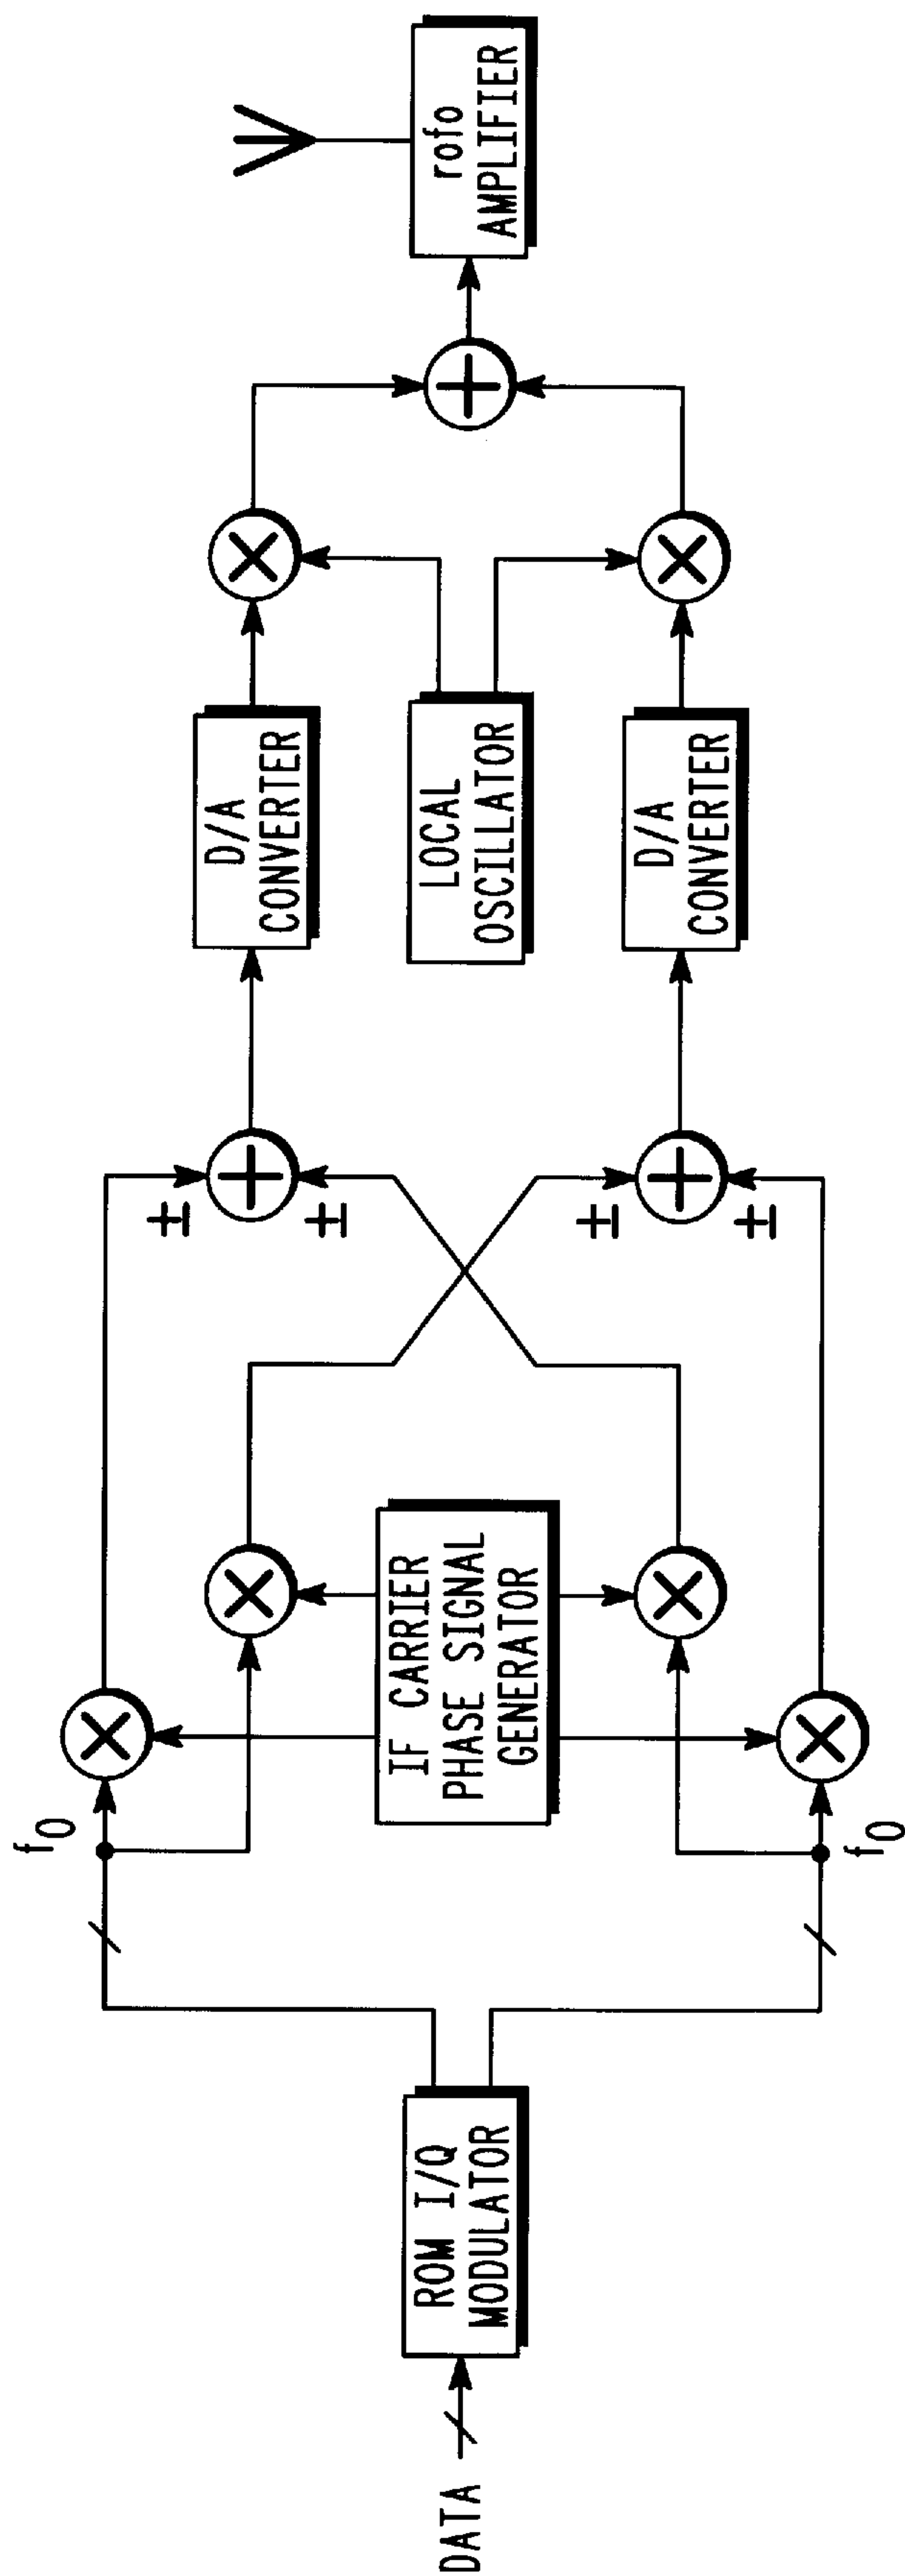 DATA
ROM I/Q
MODULATOR
f0
f0
IF CARRIER
PHASE SIGNAL
GENERATOR
±
±
±
±
D/A
CONVERTER
LOCAL
OSCILLATOR
D/A
CONVERTER
rofo
AMPLIFIER